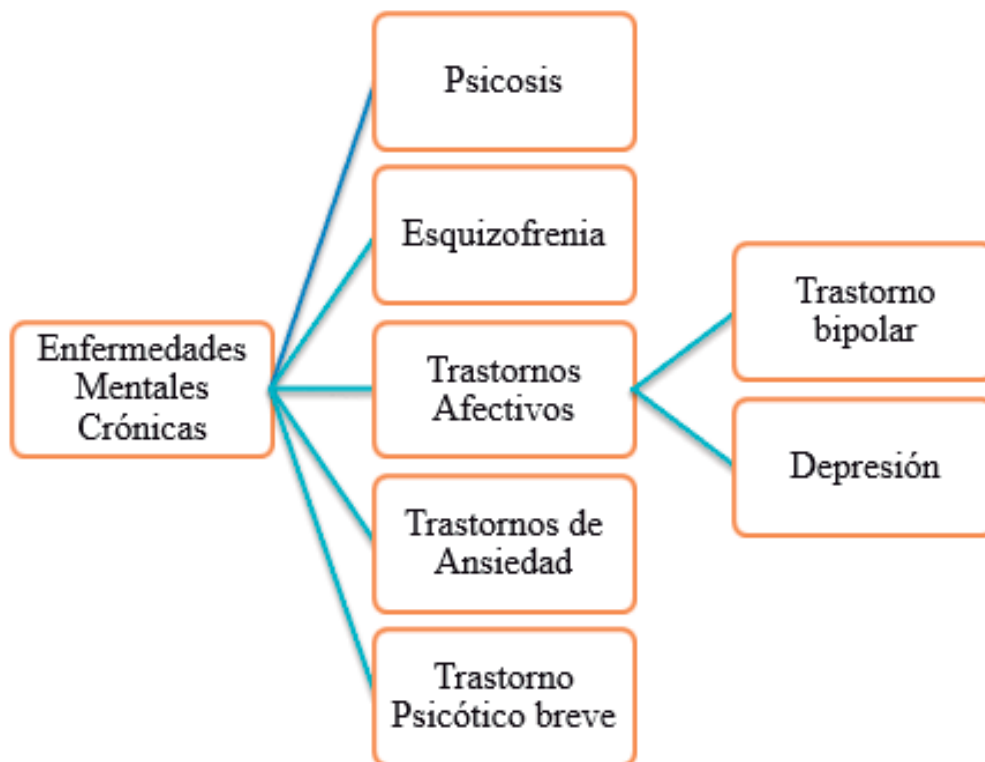 Psicosis
Esquizofrenia
Enfermedades
Mentales
Crónicas
Trastornos
Afectivos
Trastorno
bipolar
Depresión
Trastornos de
Ansiedad
Trastorno
Psicótico breve